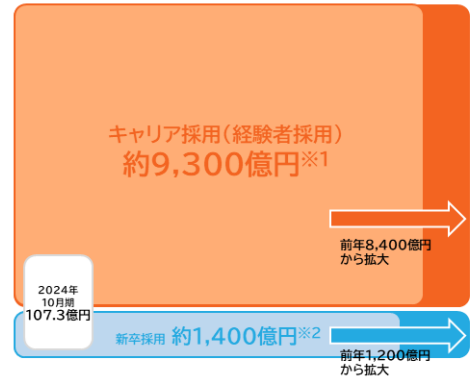 キャリア採用(経験者採用)
約9,300億円※1
前年8,400億円
から拡大
2024年
10月期
107.3億円
新卒採用 約1,400億円※2
前年1,200億円
から拡大